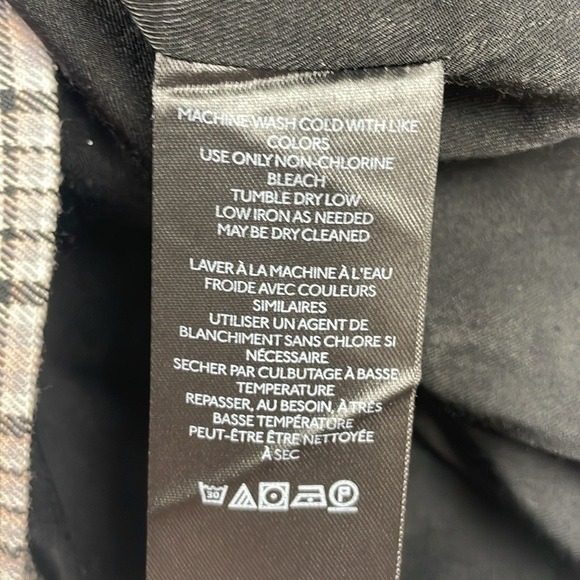 MACHINE WASH COLD WITH LIKE
COLORS
USE ONLY NON-CHLORINE
BLEACH
TUMBLE DRY LOW
LOW IRON AS NEEDED
MAY BE DRY CLEANED
LAVER À LA MACHINE À L'EAU
FROIDE AVEC COULEURS
SIMILAIRES
UTILISER UN AGENT DE
BLANCHIMENT SANS CHLORE SI
NÉCESSAIRE
SECHER PAR CULBUTAGE À BASSE
TEMPERATURE
REPASSER, AU BESOIN, À TRÈS
BASSE TEMPÉRATURE
PEUT-ÊTRE ÊTRE NETTOYÉE
À SEC
30 P